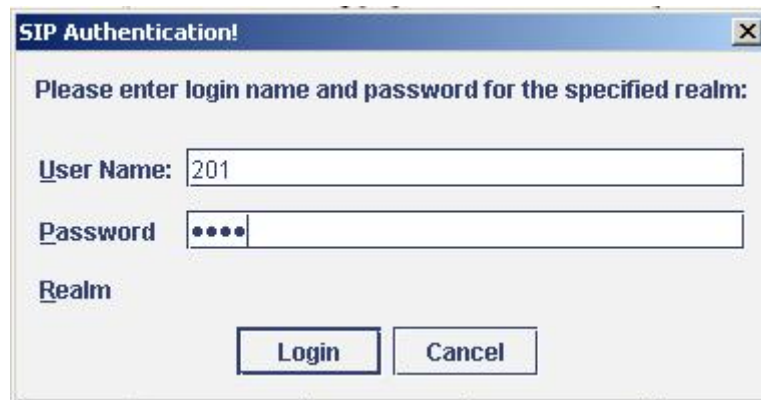 SIP Authentication!
Please enter login name and password for the specified realm:
User Name: 201
Password ••••
Realm
Login Cancel